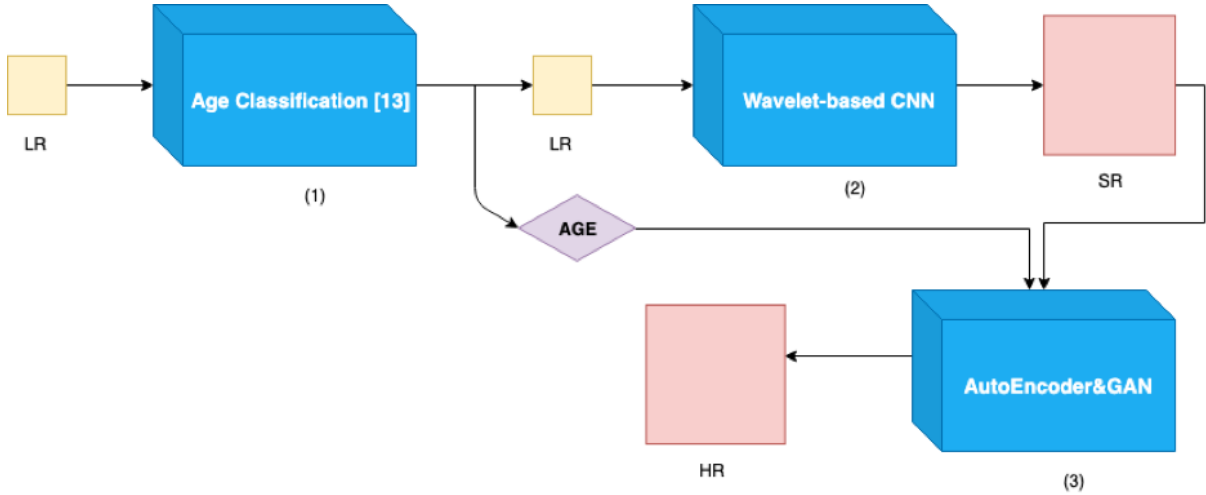 Age Classification [13]
Wavelet-based CNN
LR
LR
SR
(1)
(2)
AGE
AutoEncoder&GAN
HR
(3)